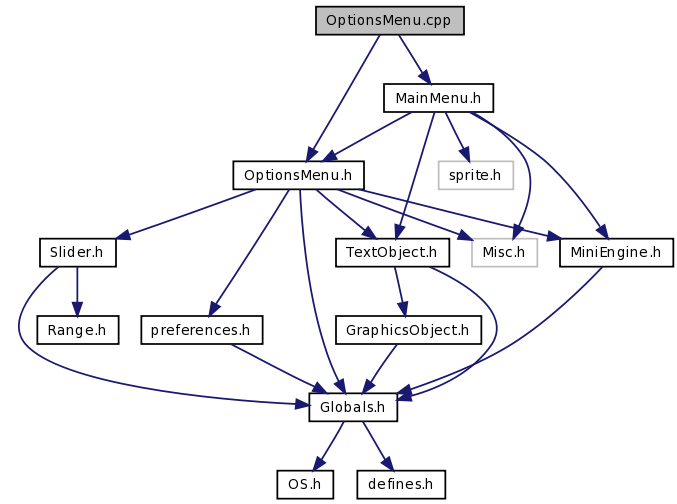 OptionsMenu.cpp
MainMenu.h
OptionsMenu.h
sprite.h
Slider.h
TextObject.h
Misc.h
MiniEngine.h
Range.h
preferences.h
GraphicsObject.h
Globals.h
OS.h
defines.h